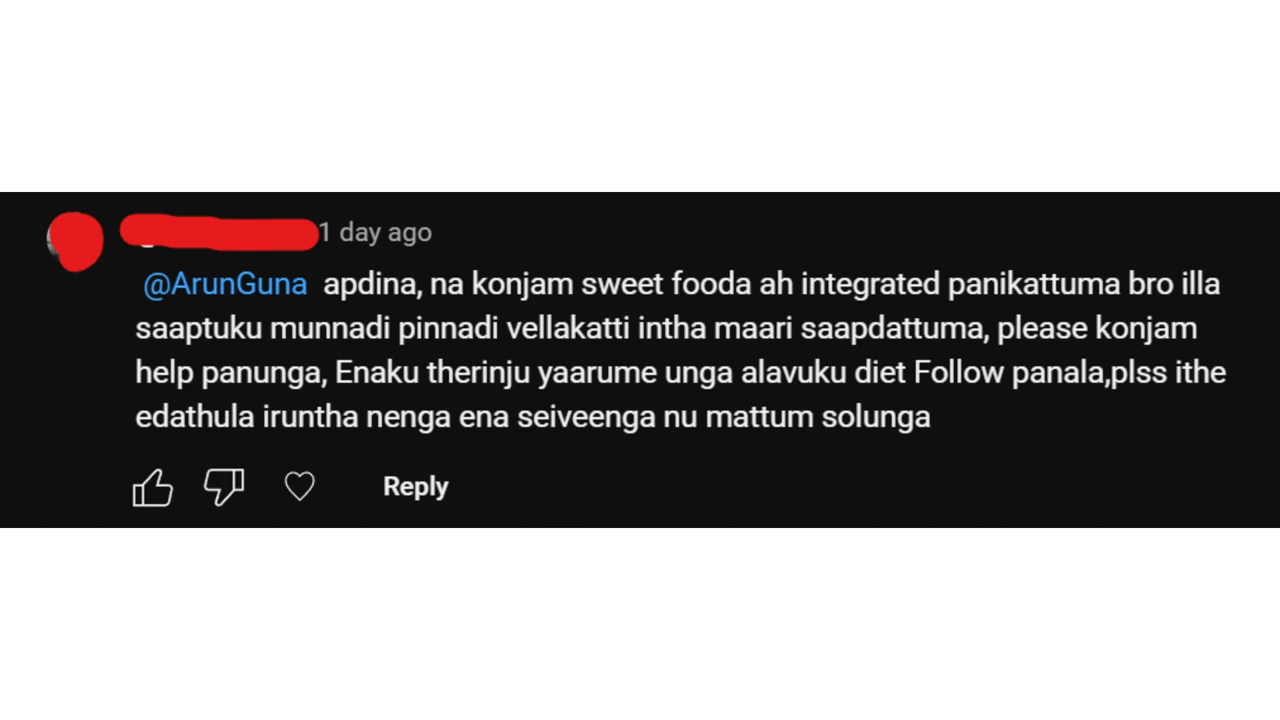 1 day ago
@ArunGuna apdina, na konjam sweet fooda ah integrated panikattuma bro illa
saaptuku munnadi pinnadi vellakatti intha maari saapdattuma, please konjam
help panunga, Enaku therinju yaarume unga alavuku diet Follow panala,plss ithe
edathula iruntha nenga ena seiveenga nu mattum solunga
Reply